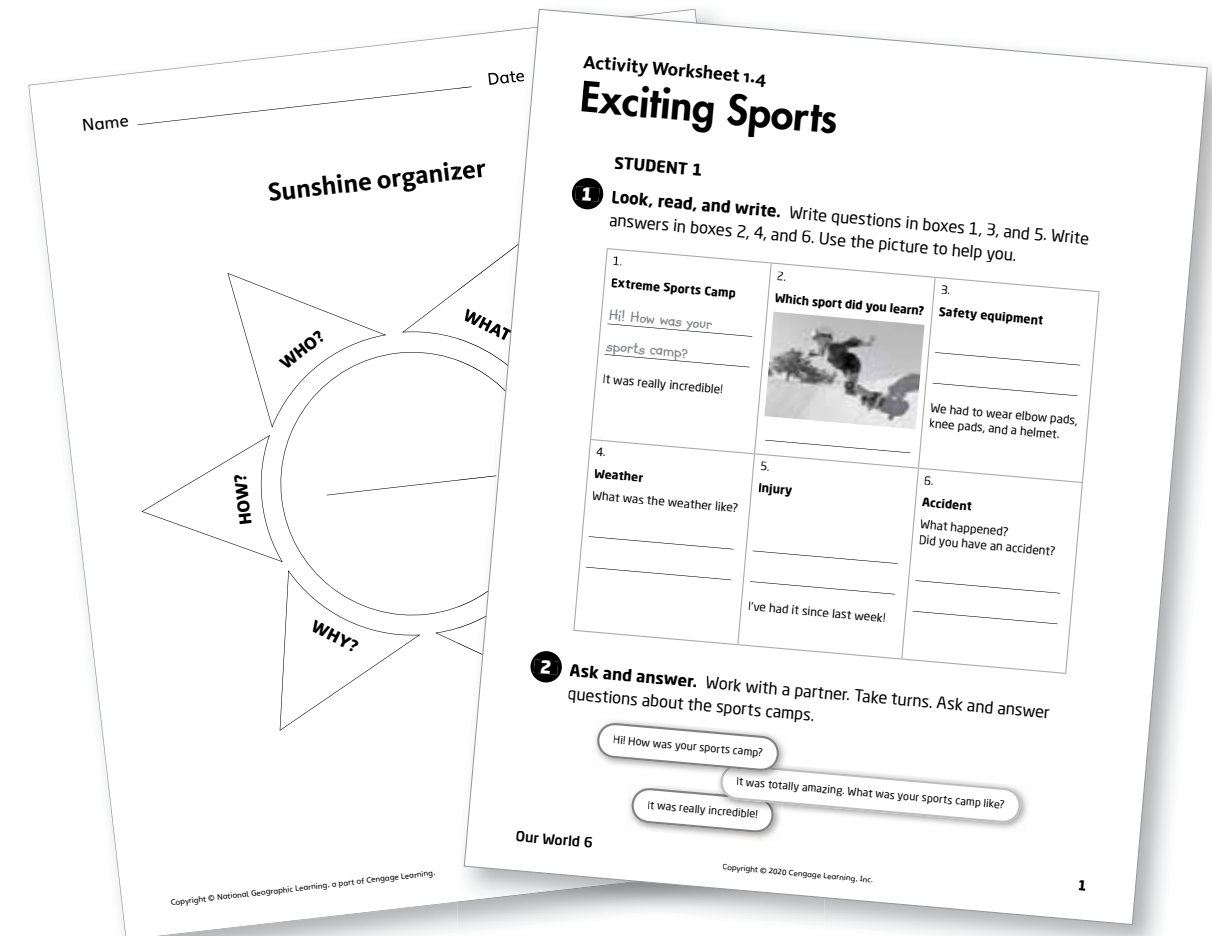 Name
Date
Sunshine organizer
WHO?
WHAT
HOW?
WHY?
Copyright © National Geographic Learning, a part of Cengage Learning.
Activity Worksheet 1.4
Exciting Sports
STUDENT 1
1 Look, read, and write. Write questions in boxes 1, 3, and 5. Write
answers in boxes 2, 4, and 6. Use the picture to help you.
1.
Extreme Sports Camp
Hi! How was your
sports camp?
It was really incredible!
2.
Which sport did you learn?
3.
Safety equipment
We had to wear elbow pads,
knee pads, and a helmet.
4.
Weather
What was the weather like?
5.
Injury
I've had it since last week!
6.
Accident
What happened?
Did you have an accident?
2 Ask and answer. Work with a partner. Take turns. Ask and answer
questions about the sports camps.
Hi! How was your sports camp?
It was totally amazing. What was your sports camp like?
It was really incredible!
Our World 6
Copyright © 2020 Cengage Learning, Inc.
1